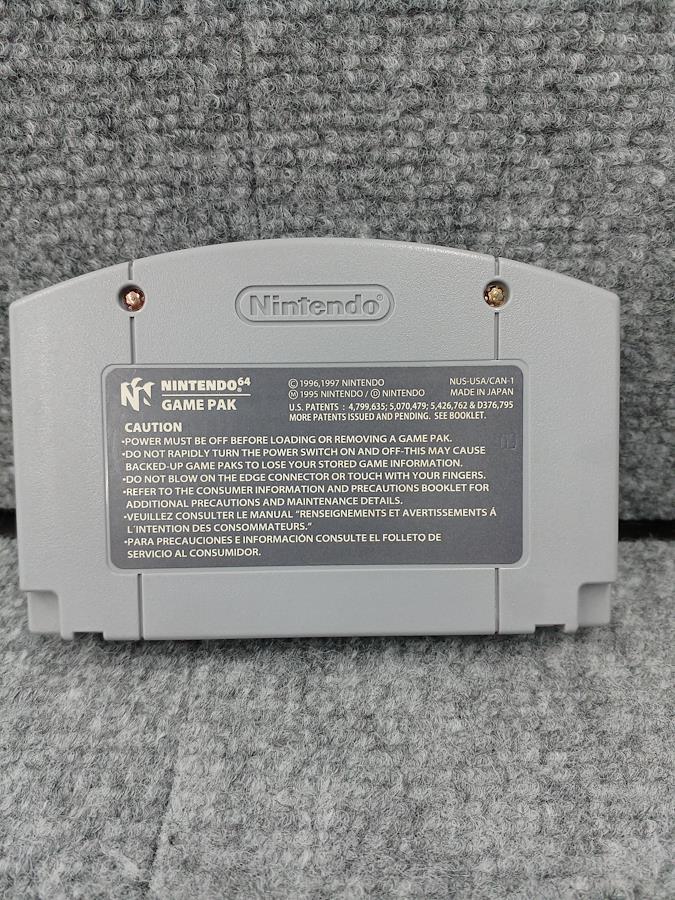 Nintendo®
NINTENDO⁶⁴
GAME PAK
© 1996,1997 NINTENDO
Ⓜ 1995 NINTENDO / Ⓓ NINTENDO
NUS-USA/CAN-1
MADE IN JAPAN
U.S. PATENTS : 4,799,635; 5,070,479; 5,426,762 & D376,795
MORE PATENTS ISSUED AND PENDING. SEE BOOKLET.
CAUTION
•POWER MUST BE OFF BEFORE LOADING OR REMOVING A GAME PAK.
•DO NOT RAPIDLY TURN THE POWER SWITCH ON AND OFF-THIS MAY CAUSE
BACKED-UP GAME PAKS TO LOSE YOUR STORED GAME INFORMATION.
•DO NOT BLOW ON THE EDGE CONNECTOR OR TOUCH WITH YOUR FINGERS.
•REFER TO THE CONSUMER INFORMATION AND PRECAUTIONS BOOKLET FOR
ADDITIONAL PRECAUTIONS AND MAINTENANCE DETAILS.
•VEUILLEZ CONSULTER LE MANUAL "RENSEIGNEMENTS ET AVERTISSEMENTS Á
L´INTENTION DES CONSOMMATEURS."
•PARA PRECAUCIONES E INFORMACIÓN CONSULTE EL FOLLETO DE
SERVICIO AL CONSUMIDOR.